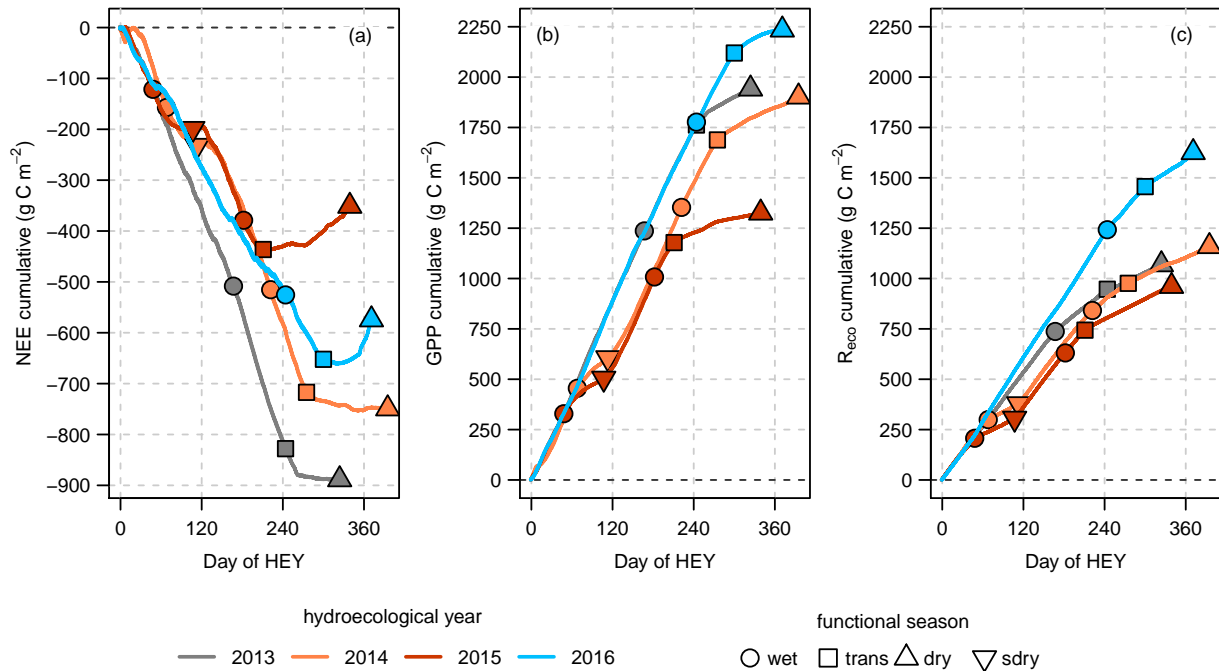 (a)
0
−100
−200
−300
−400
−500
−600
−700
−800
−900
NEE cumulative (g C m−2)
0 120 240 360
Day of HEY
(b)
2250
2000
1750
1500
1250
1000
750
500
250
0
GPP cumulative (g C m−2)
0 120 240 360
Day of HEY
(c)
2250
2000
1750
1500
1250
1000
750
500
250
0
Reco cumulative (g C m−2)
0 120 240 360
Day of HEY
hydroecological year
2013 2014 2015 2016
functional season
wet trans dry sdry